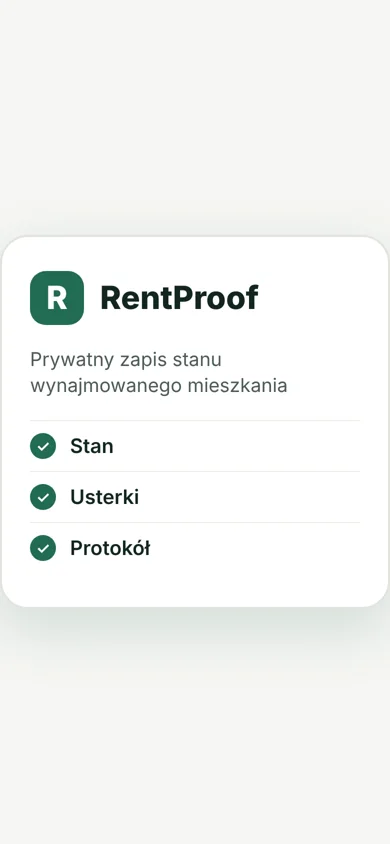 R
RentProof
Prywatny zapis stanu
wynajmowanego mieszkania
Stan
Usterki
Protokół